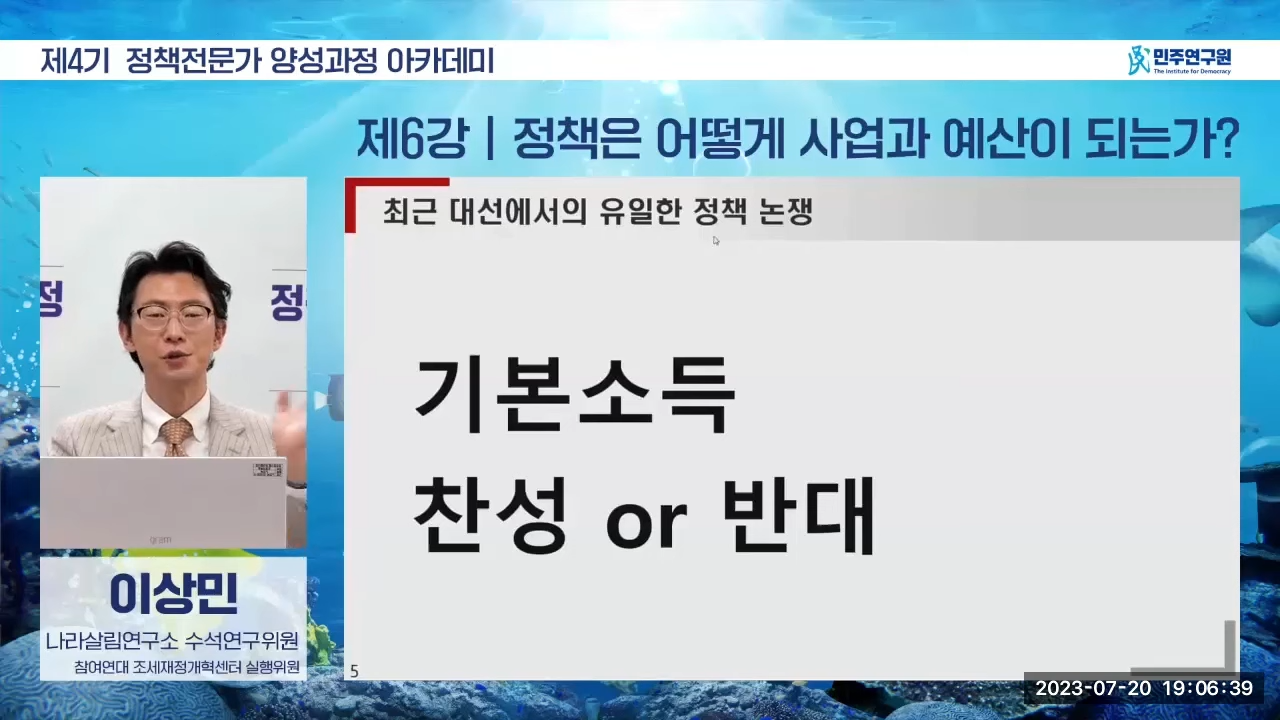 제4기 정책전문가 양성과정 아카데미
민주연구원
The Institute for Democracy
제6강 | 정책은 어떻게 사업과 예산이 되는가?
최근 대선에서의 유일한 정책 논쟁
정
정
기본소득
찬성 or 반대
gram
이상민
나라살림연구소 수석연구위원
참여연대 조세재정개혁센터 실행위원
5
2023-07-20 19:06:39